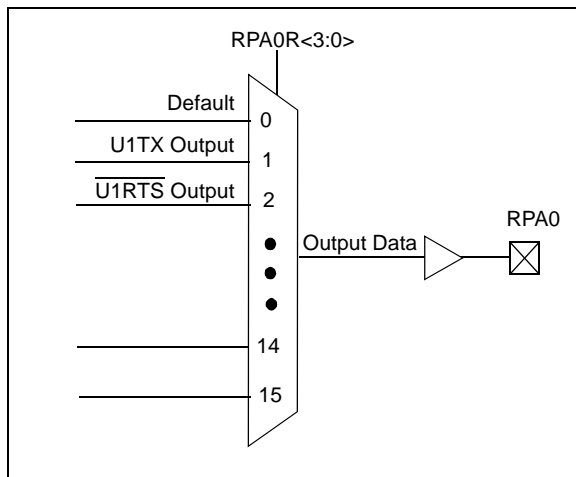 RPA0R<3:0>
Default
0
U1TX Output
1
U1RTS Output
2
RPA0
Output Data
14
15